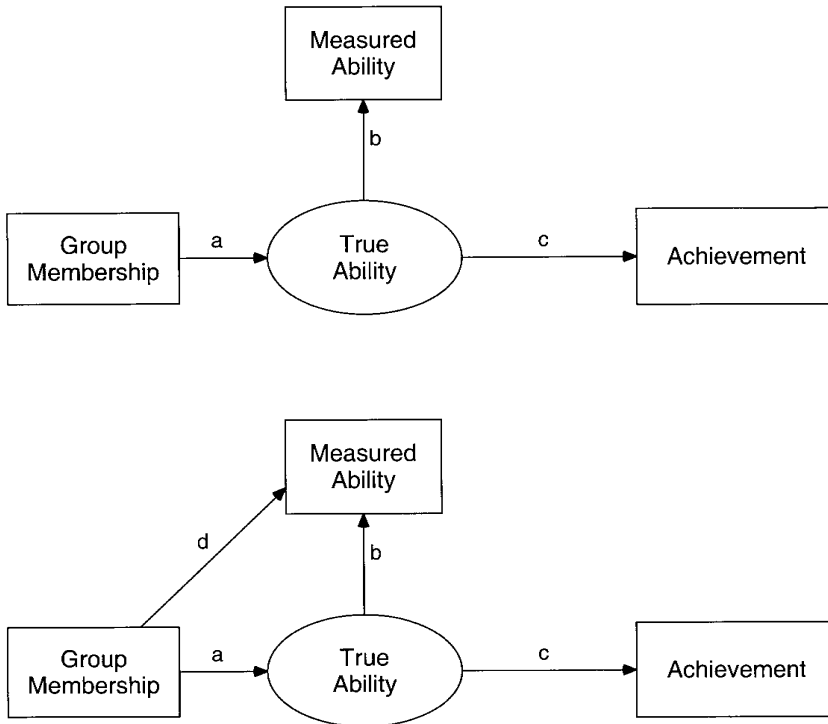 Measured
Ability
b
Group
Membership
a
True
Ability
c
Achievement
Measured
Ability
d
b
Group
Membership
a
True
Ability
c
Achievement